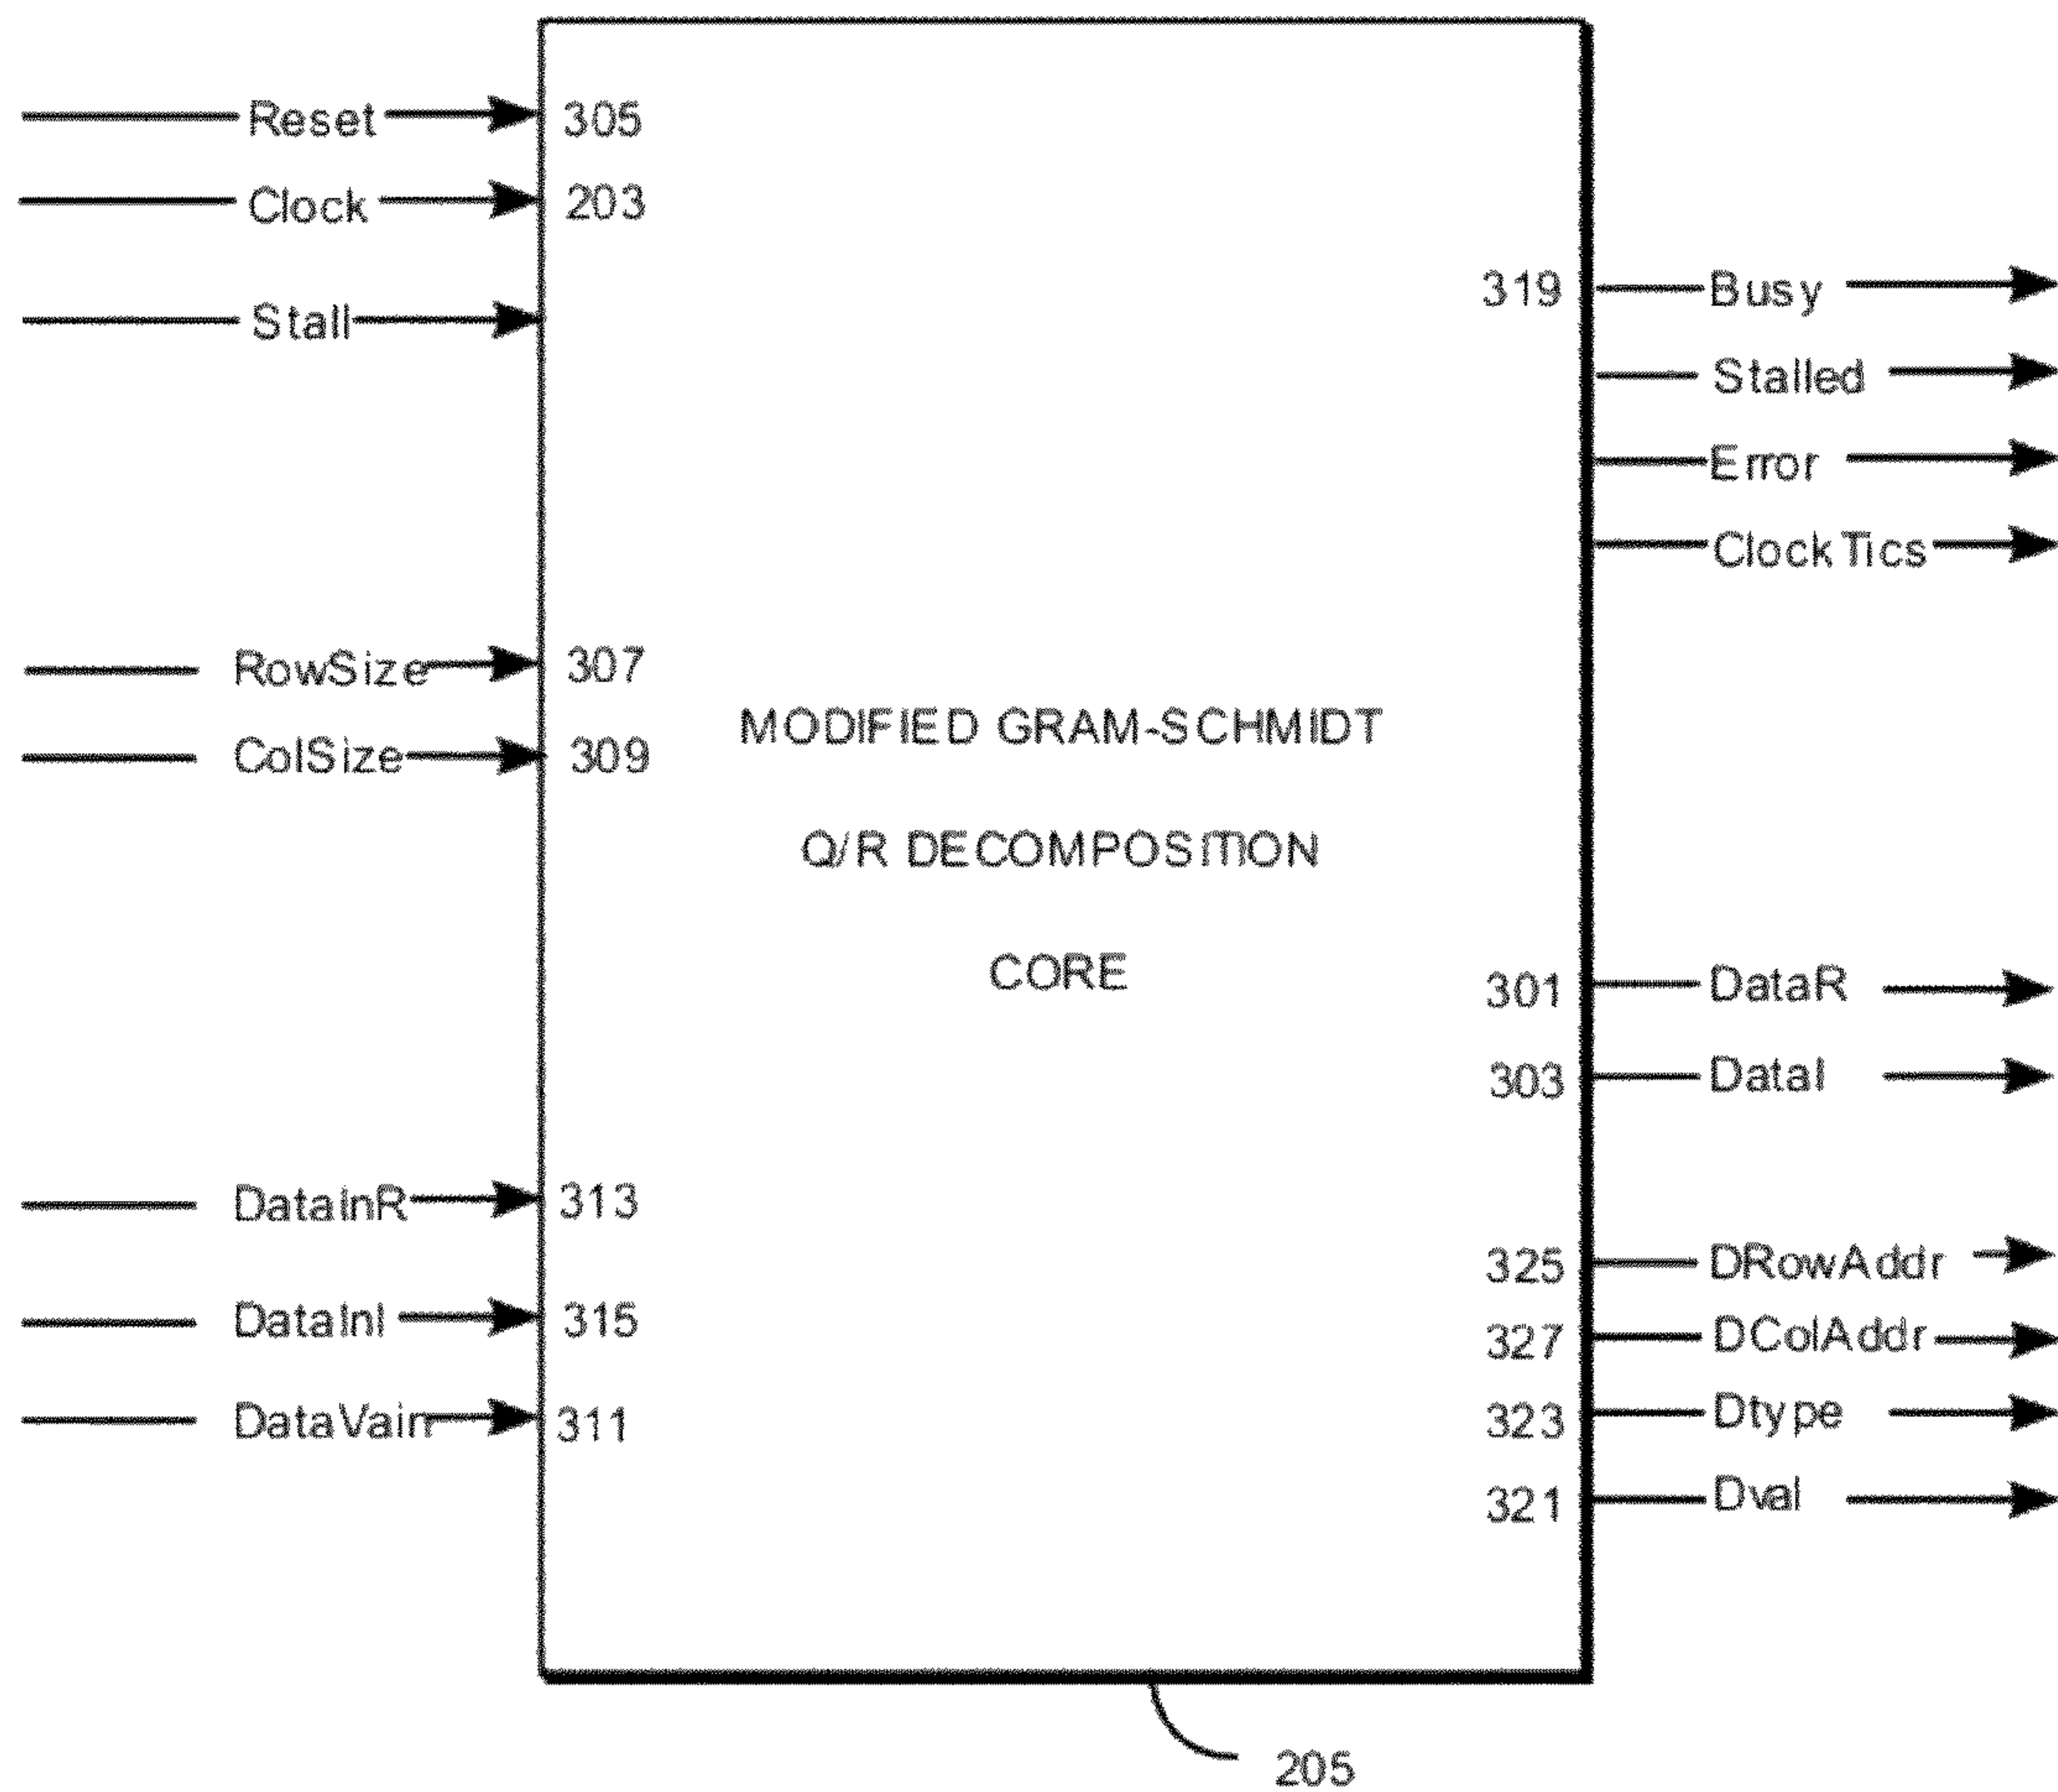 Reset 305
Clock 203
Stall
319 Busy
Stalled
Error
ClockTics
RowSize 307
ColSize 309
MODIFIED GRAM-SCHMIDT
Q/R DECOMPOSITION
CORE
301 DataR
303 DataI
DataInR 313
DataInI 315
DataVain 311
325 DRowAddr
327 DColAddr
323 Dtype
321 Dval
205